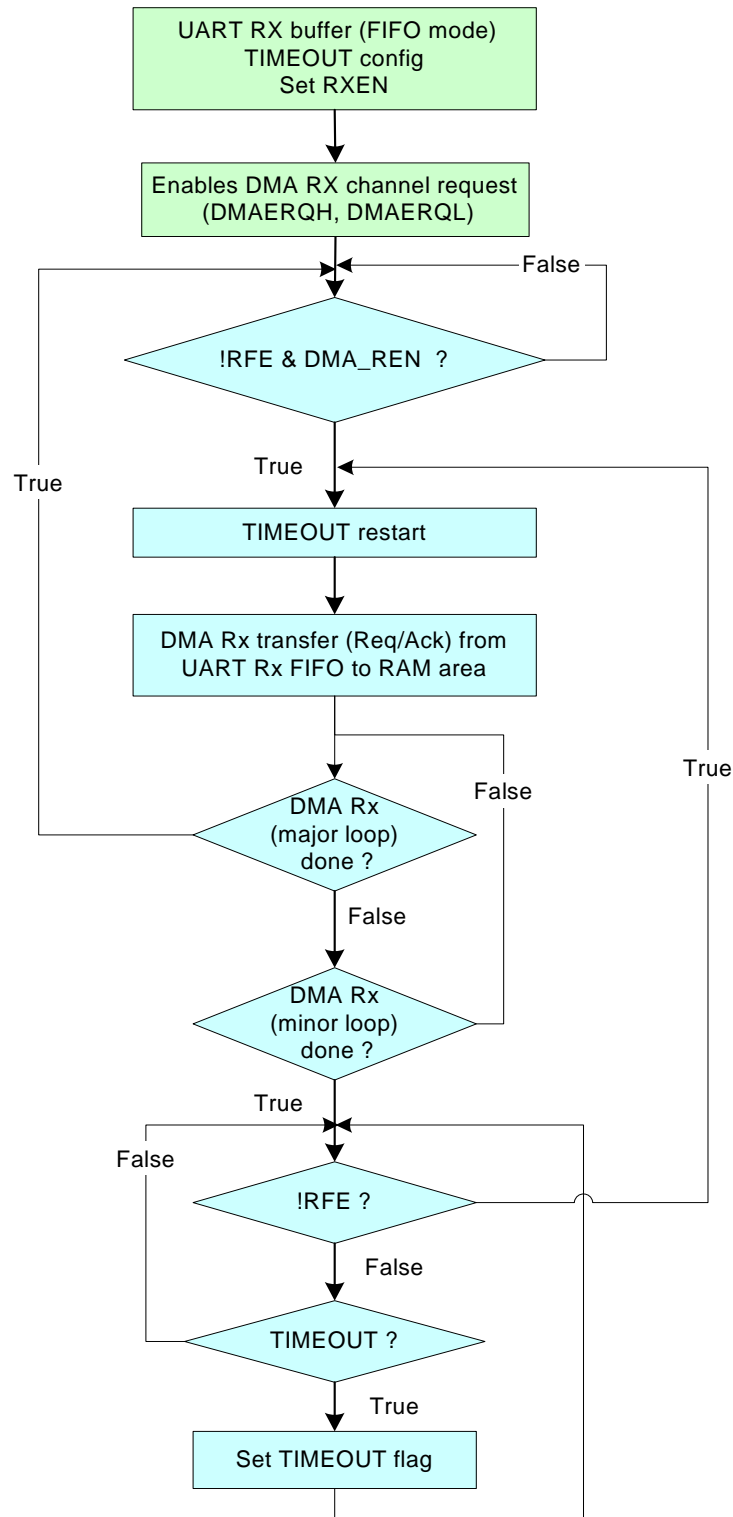 UART RX buffer (FIFO mode)
TIMEOUT config
Set RXEN
Enables DMA RX channel request
(DMAERQH, DMAERQL)
False
!RFE & DMA_REN ?
True
True
TIMEOUT restart
DMA Rx transfer (Req/Ack) from
UART Rx FIFO to RAM area
True
False
DMA Rx
(major loop)
done ?
False
DMA Rx
(minor loop)
done ?
True
False
!RFE ?
False
TIMEOUT ?
True
Set TIMEOUT flag